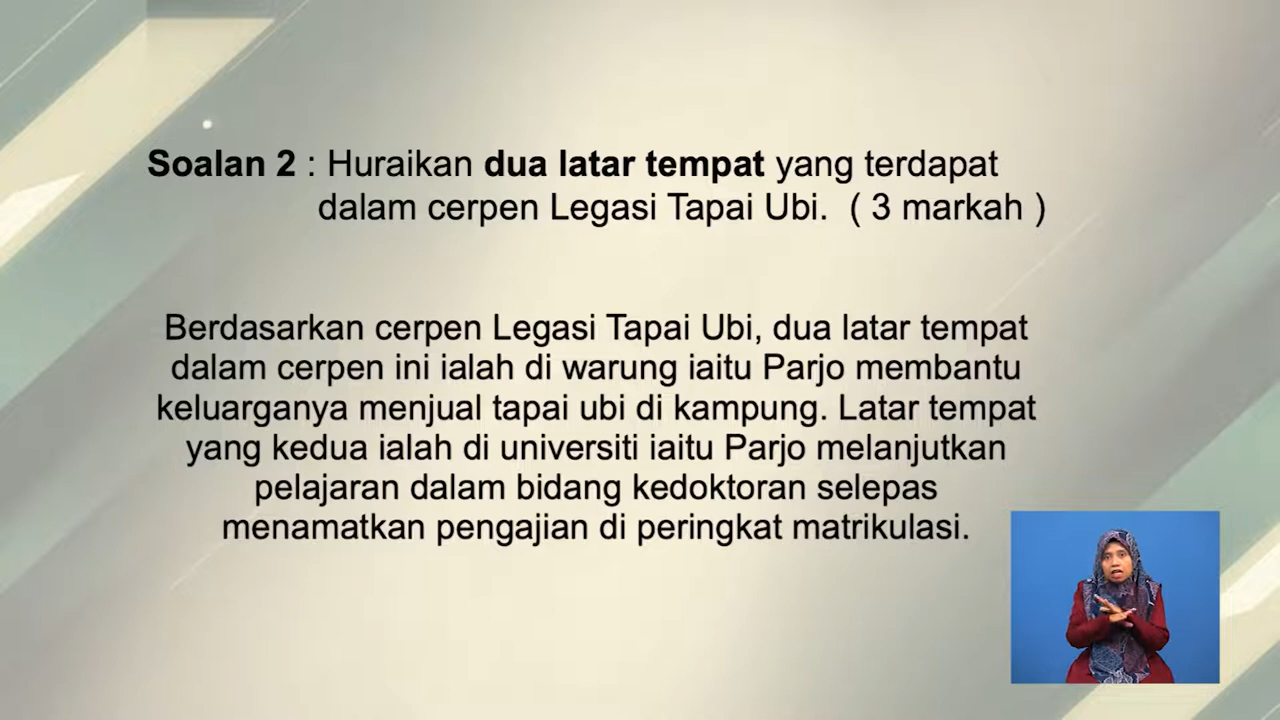 Soalan 2 : Huraikan dua latar tempat yang terdapat
dalam cerpen Legasi Tapai Ubi. ( 3 markah )
Berdasarkan cerpen Legasi Tapai Ubi, dua latar tempat
dalam cerpen ini ialah di warung iaitu Parjo membantu
keluarganya menjual tapai ubi di kampung. Latar tempat
yang kedua ialah di universiti iaitu Parjo melanjutkan
pelajaran dalam bidang kedoktoran selepas
menamatkan pengajian di peringkat matrikulasi.